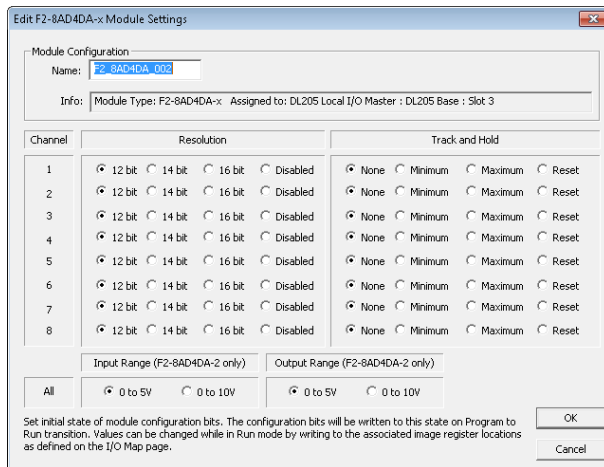 Edit F2-8AD4DA-x Module Settings
Module Configuration
Name: F2_8AD4DA_002
Info: Module Type: F2-8AD4DA-x Assigned to: DL205 Local I/O Master : DL205 Base : Slot 3
Channel Resolution Track and Hold
1 12 bit 14 bit 16 bit Disabled None Minimum Maximum Reset
2 12 bit 14 bit 16 bit Disabled None Minimum Maximum Reset
3 12 bit 14 bit 16 bit Disabled None Minimum Maximum Reset
4 12 bit 14 bit 16 bit Disabled None Minimum Maximum Reset
5 12 bit 14 bit 16 bit Disabled None Minimum Maximum Reset
6 12 bit 14 bit 16 bit Disabled None Minimum Maximum Reset
7 12 bit 14 bit 16 bit Disabled None Minimum Maximum Reset
8 12 bit 14 bit 16 bit Disabled None Minimum Maximum Reset
Input Range (F2-8AD4DA-2 only) Output Range (F2-8AD4DA-2 only)
All 0 to 5V 0 to 10V 0 to 5V 0 to 10V
Set initial state of module configuration bits. The configuration bits will be written to this state on Program to
Run transition. Values can be changed while in Run mode by writing to the associated image register locations
as defined on the I/O Map page.
OK
Cancel